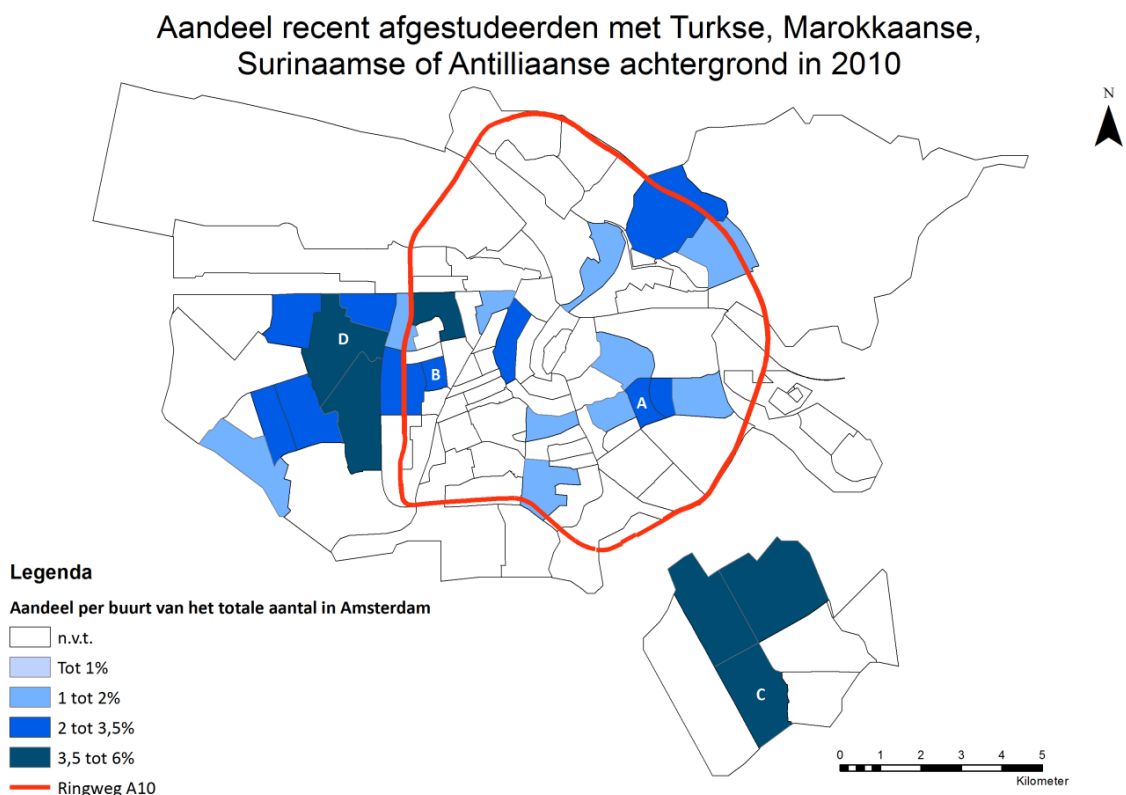 Aandeel recent afgestudeerden met Turkse, Marokkaanse,
Surinaamse of Antilliaanse achtergrond in 2010
N
D
B
A
C
Legenda
Aandeel per buurt van het totale aantal in Amsterdam
n.v.t.
Tot 1%
1 tot 2%
2 tot 3,5%
3,5 tot 6%
Ringweg A10
0 1 2 3 4 5
Kilometer